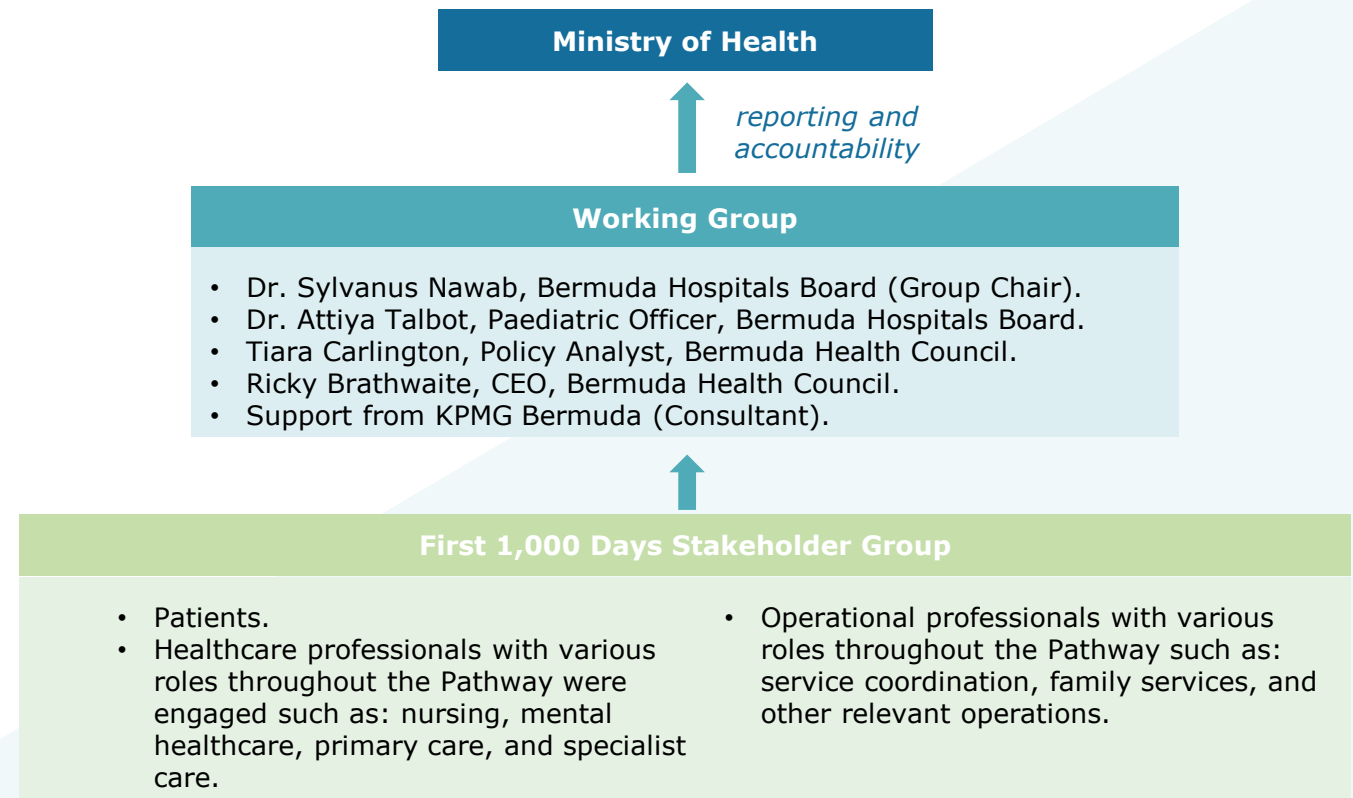 Ministry of Health
reporting and
accountability
Working Group
• Dr. Sylvanus Nawab, Bermuda Hospitals Board (Group Chair).
• Dr. Attiya Talbot, Paediatric Officer, Bermuda Hospitals Board.
• Tiara Carlington, Policy Analyst, Bermuda Health Council.
• Ricky Brathwaite, CEO, Bermuda Health Council.
• Support from KPMG Bermuda (Consultant).
First 1,000 Days Stakeholder Group
• Patients.
• Healthcare professionals with various
roles throughout the Pathway were
engaged such as: nursing, mental
healthcare, primary care, and specialist
care.
• Operational professionals with various
roles throughout the Pathway such as:
service coordination, family services, and
other relevant operations.